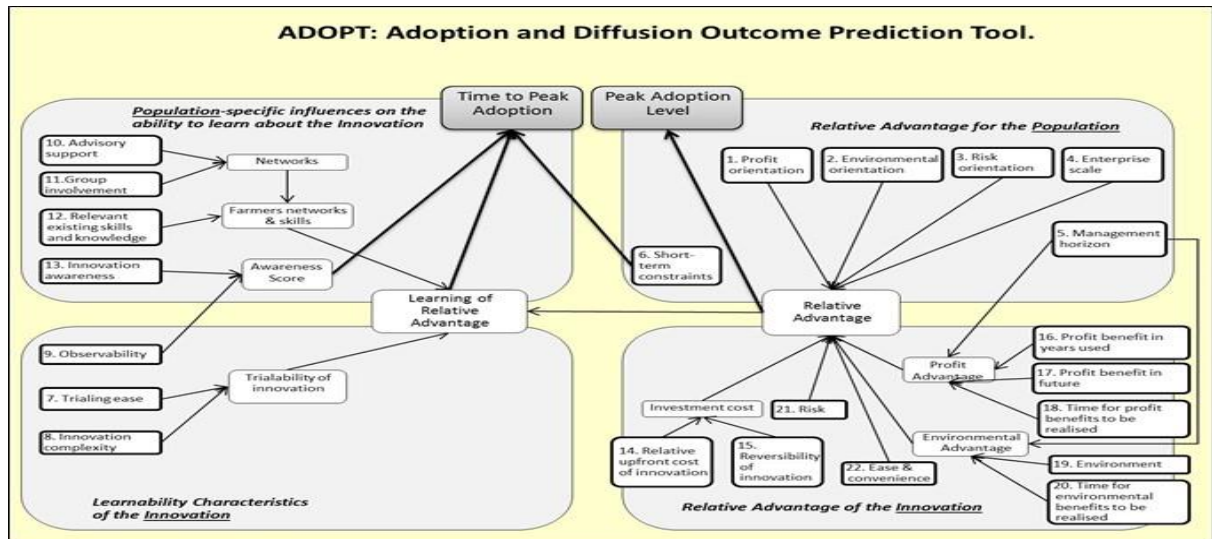 ADOPT: Adoption and Diffusion Outcome Prediction Tool.
Population-specific influences on the
ability to learn about the Innovation
Time to Peak
Adoption
Peak Adoption
Level
Relative Advantage for the Population
10. Advisory
support
11.Group
involvement
12. Relevant
existing skills
and knowledge
13. Innovation
awareness
Networks
Farmers networks
& skills
Awareness
Score
1. Profit
orientation
2. Environmental
orientation
3. Risk
orientation
4. Enterprise
scale
5. Management
horizon
6. Short-
term
constraints
Learning of
Relative
Advantage
Relative
Advantage
9. Observability
7. Trialing ease
8. Innovation
complexity
Trialability of
innovation
Learnability Characteristics
of the Innovation
Investment cost
14. Relative
upfront cost
of innovation
15.
Reversibility
of
innovation
21. Risk
22. Ease &
convenience
Profit
Advantage
Environmental
Advantage
16. Profit benefit in
years used
17. Profit benefit in
future
18. Time for profit
benefits to be
realised
19. Environment
20. Time for
environmental
benefits to be
realised
Relative Advantage of the Innovation